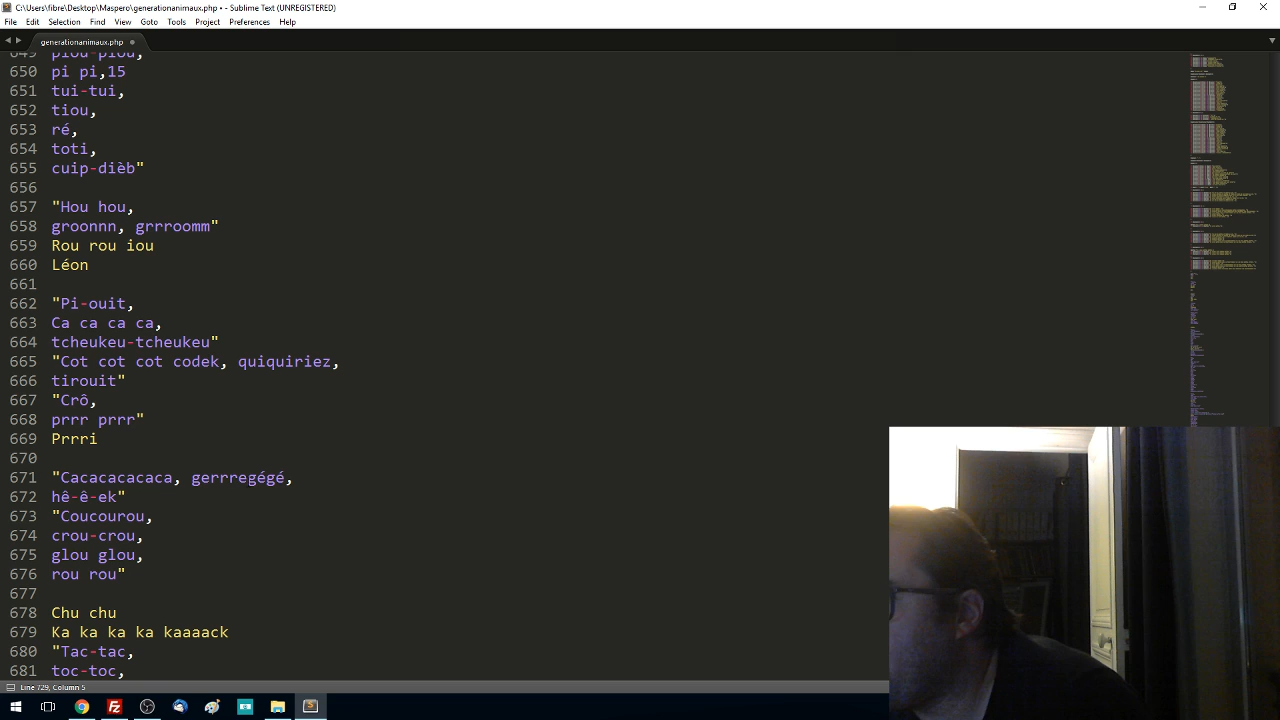 C:\Users\fibre\Desktop\Maspero\generationanimaux.php • - Sublime Text (UNREGISTERED)
File Edit Selection Find View Goto Tools Project Preferences Help
generationanimaux.php
649 piou-piou,
650 pi pi,15
651 tui-tui,
652 tiou,
653 ré,
654 toti,
655 cuip-dièb"
656
657 "Hou hou,
658 groonnn, grrroomm"
659 Rou rou iou
660 Léon
661
662 "Pi-ouit,
663 Ca ca ca ca,
664 tcheukeu-tcheukeu"
665 "Cot cot cot codek, quiquiriez,
666 tirouit"
667 "Crô,
668 prrr prrr"
669 Prrri
670
671 "Cacacacacaca, gerrregégé,
672 hê-ê-ek"
673 "Coucourou,
674 crou-crou,
675 glou glou,
676 rou rou"
677
678 Chu chu
679 Ka ka ka ka kaaaack
680 "Tac-tac,
681 toc-toc,
Line 729, Column 5